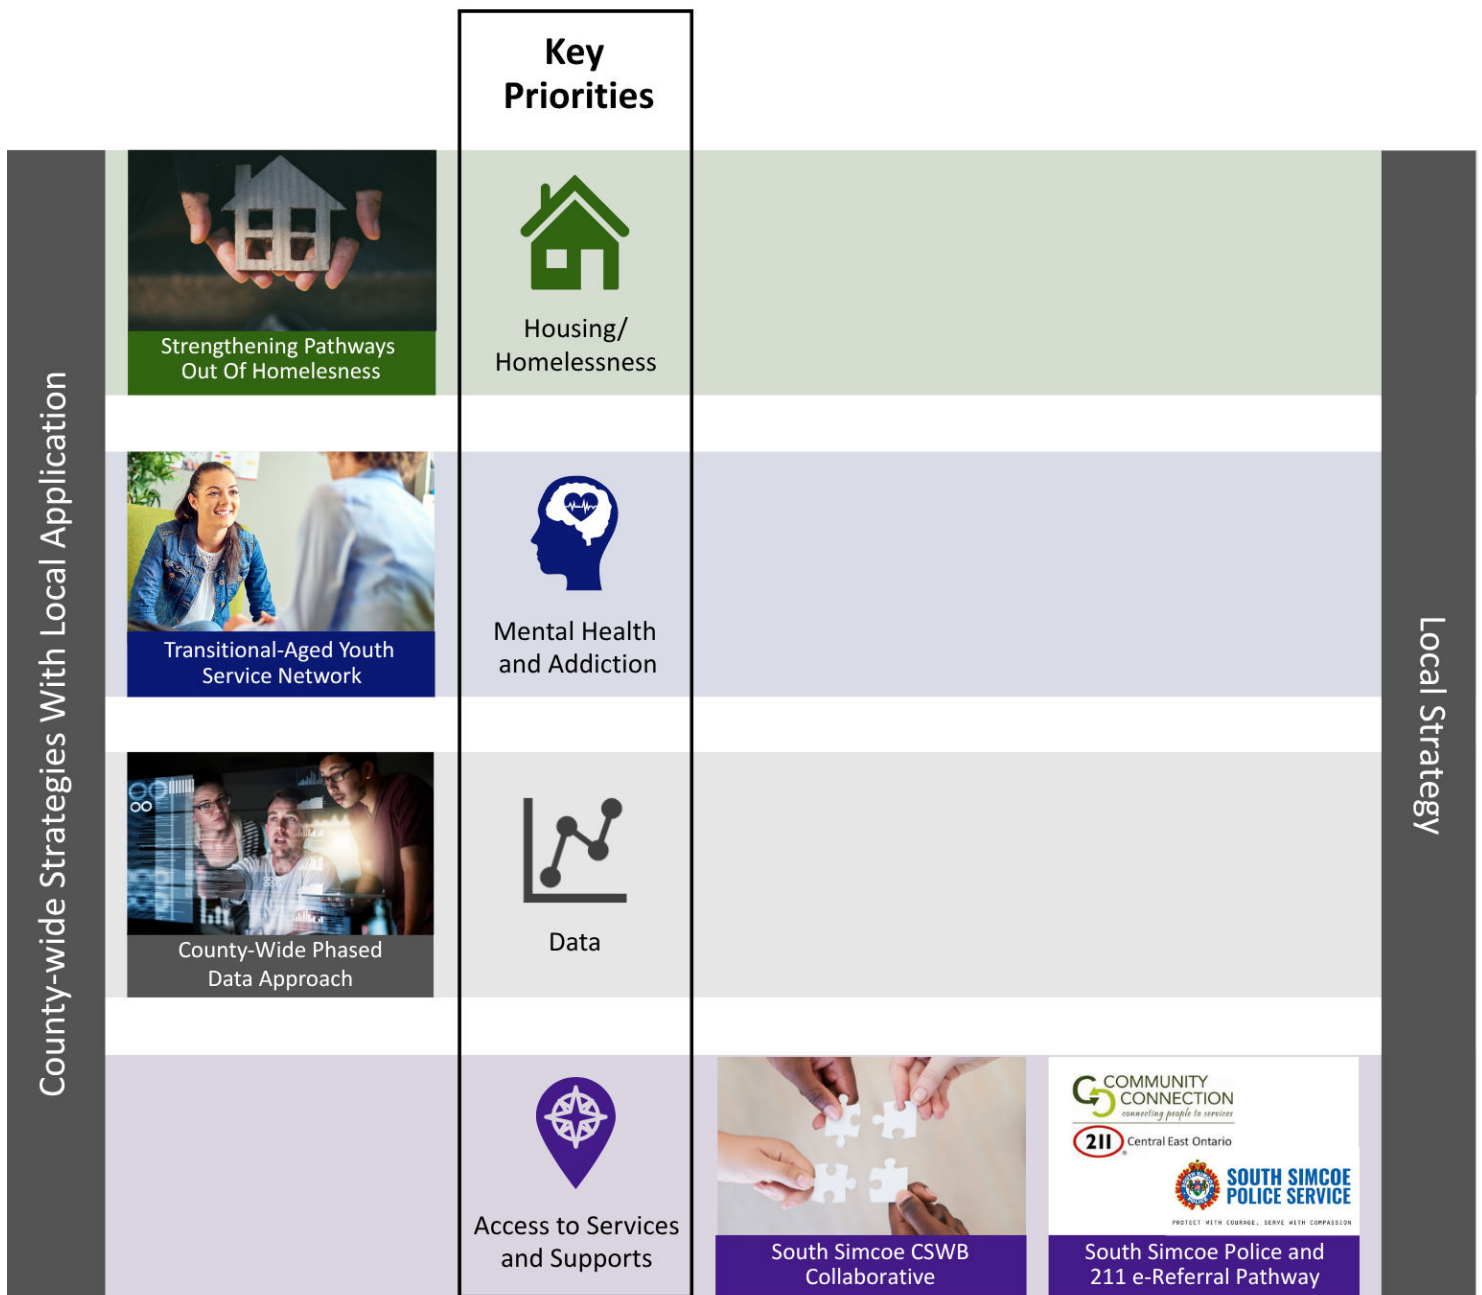 Key
Priorities
County-wide Strategies With Local Application
Strengthening Pathways
Out Of Homelesness
Housing/
Homelessness
Transitional-Aged Youth
Service Network
Mental Health
and Addiction
County-Wide Phased
Data Approach
Data
Access to Services
and Supports
South Simcoe CSWB
Collaborative
COMMUNITY
CONNECTION
connecting people to services
211 Central East Ontario
SOUTH SIMCOE
POLICE SERVICE
PROTECT WITH COURAGE, SERVE WITH COMPASSION
South Simcoe Police and
211 e-Referral Pathway
Local Strategy